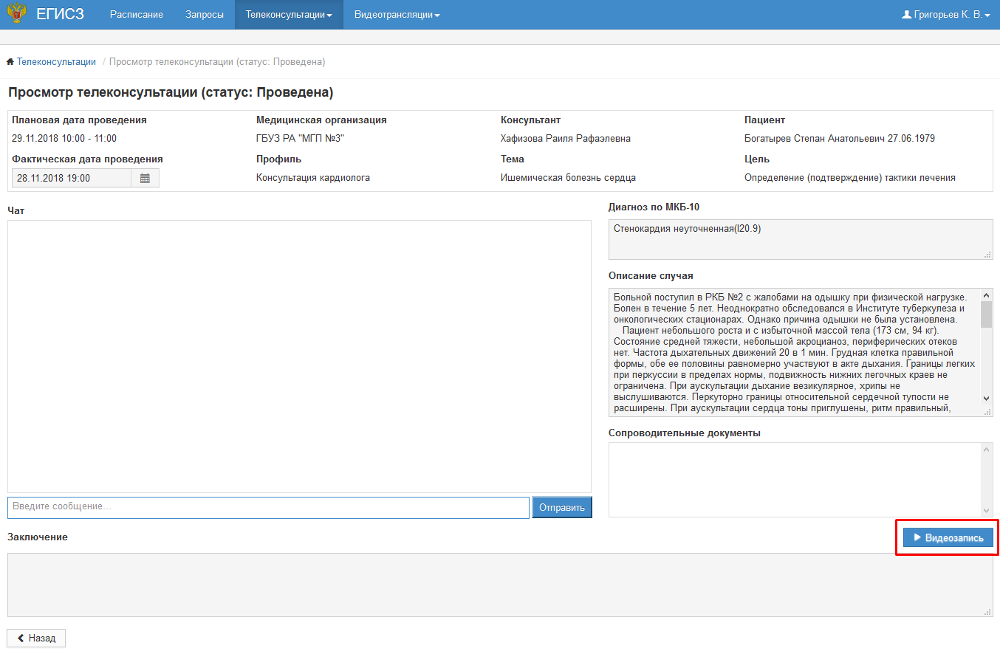 ЕГИСЗ Расписание Запросы Телеконсультации Видеотрансляции Григорьев К. В.
Телеконсультации / Просмотр телеконсультации (статус: Проведена)
Просмотр телеконсультации (статус: Проведена)
Плановая дата проведения Медицинская организация Консультант Пациент
29.11.2018 10:00 - 11:00 ГБУЗ РА "МГП №3" Хафизова Раиля Рафаэлевна Богатырев Степан Анатольевич 27.06.1979
Фактическая дата проведения Профиль Тема Цель
28.11.2018 19:00 Консультация кардиолога Ишемическая болезнь сердца Определение (подтверждение) тактики лечения
Чат
Введите сообщение...
Отправить
Диагноз по МКБ-10
Стенокардия неуточненная(I20.9)
Описание случая
Больной поступил в РКБ №2 с жалобами на одышку при физической нагрузке.
Болен в течение 5 лет. Неоднократно обследовался в Институте туберкулеза и
онкологических стационарах. Однако причина одышки не была установлена.
Пациент небольшого роста и с избыточной массой тела (173 см, 94 кг).
Состояние средней тяжести, небольшой акроцианоз, периферических отеков
нет. Частота дыхательных движений 20 в 1 мин. Грудная клетка правильной
формы, обе ее половины равномерно участвуют в акте дыхания. Границы легких
при перкуссии в пределах нормы, подвижность нижних легочных краев не
ограничена. При аускультации дыхание везикулярное, хрипы не
выслушиваются. Перкуторно границы относительной сердечной тупости не
расширены. При аускультации сердца тоны приглушены, ритм правильный,
Сопроводительные документы
Видеозапись
Заключение
Назад